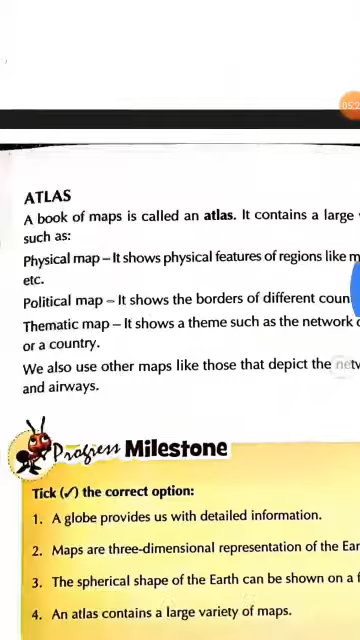 ATLAS
A book of maps is called an atlas. It contains a large
such as:
Physical map – It shows physical features of regions like
etc.
Political map – It shows the borders of different
Thematic map – It shows a theme such as the network
or a country.
We also use other maps like those that depict the
and airways.
Progress Milestone
Tick (✓) the correct option:
1. A globe provides us with detailed information.
2. Maps are three-dimensional representation of the
3. The spherical shape of the Earth can be shown on a
4. An atlas contains a large variety of maps.